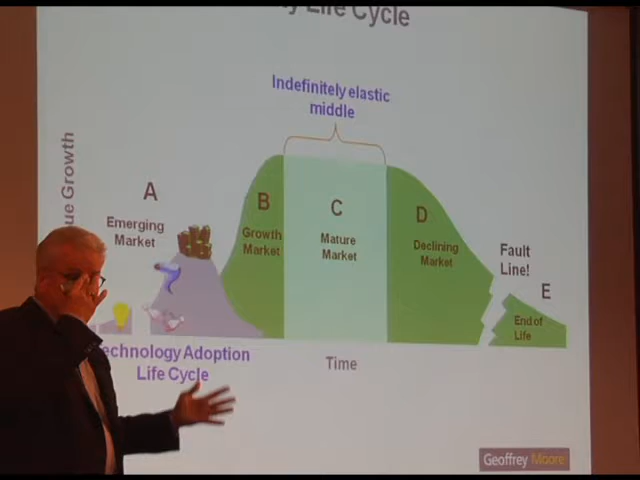 Life Cycle
Indefinitely elastic
middle
ue Growth
A
Emerging
Market
B
Growth
Market
C
Mature
Market
D
Declining
Market
Fault
Line!
E
End of
Life
echnology Adoption
Life Cycle
Time
Geoffrey Moore